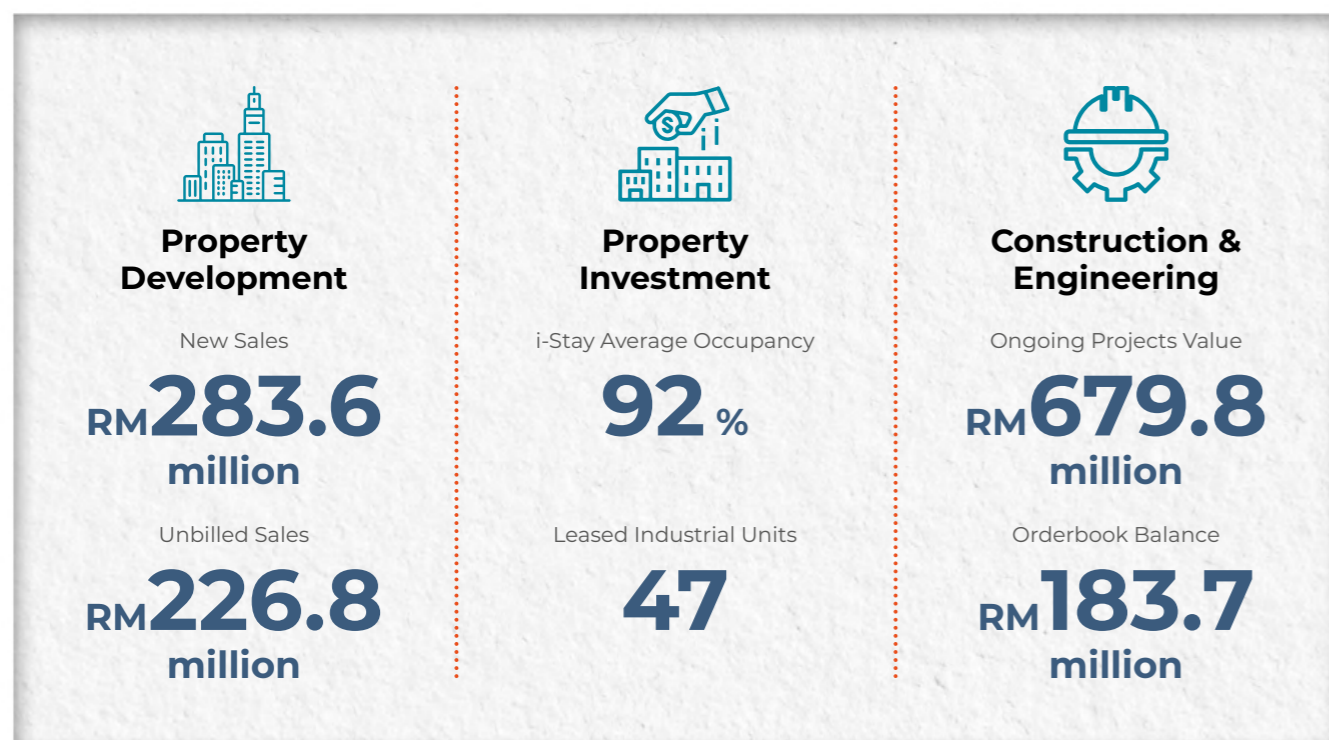 Property
Development
New Sales
RM283.6
million
Unbilled Sales
RM226.8
million
Property
Investment
i-Stay Average Occupancy
92 %
Leased Industrial Units
47
Construction &
Engineering
Ongoing Projects Value
RM679.8
million
Orderbook Balance
RM183.7
million